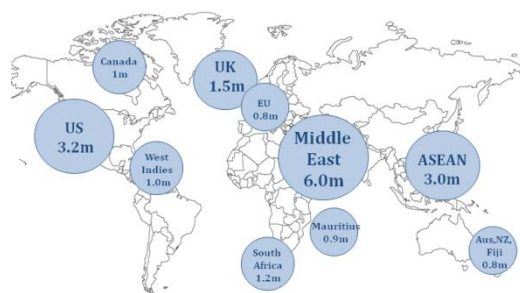 Canada
1m
UK
1.5m
EU
0.8m
US
3.2m
West
Indies
1.0m
Middle
East
6.0m
ASEAN
3.0m
Mauritius
0.9m
South
Africa
1.2m
Aus,NZ,
Fiji
0.8m